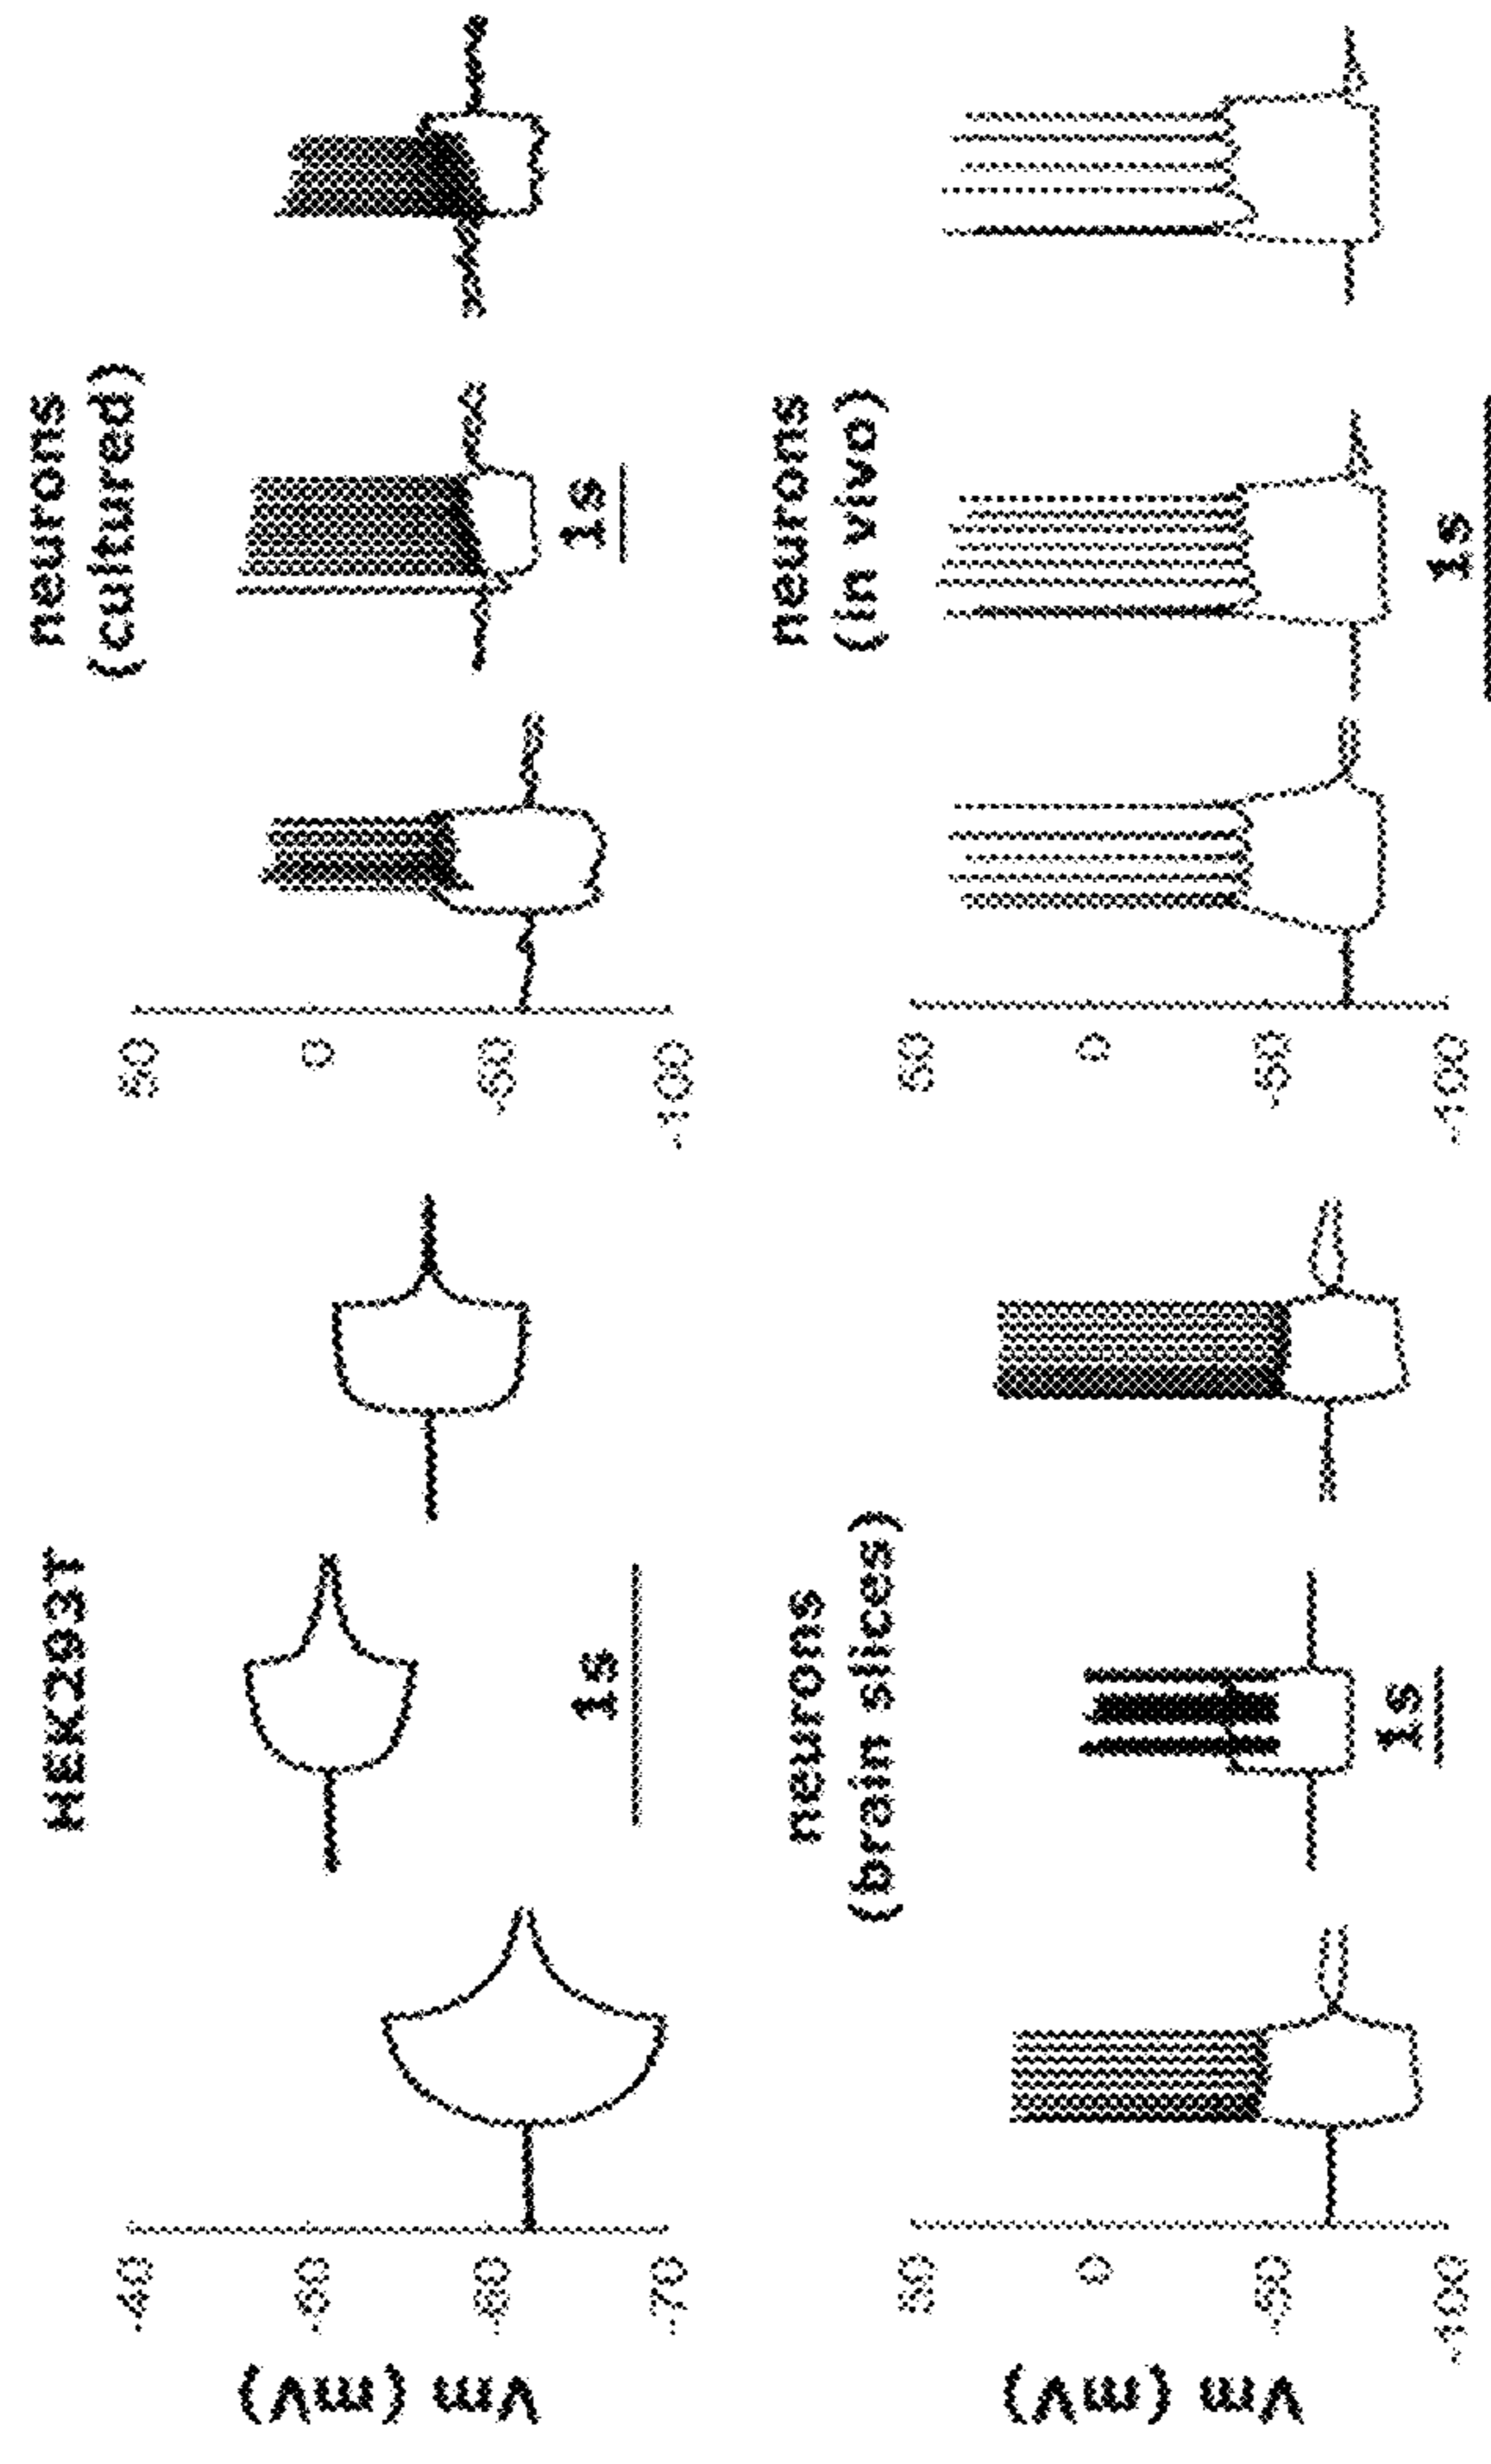 HEK293T
Vm (mV)
-40
-50
-60
-70
1s
neurons
(cultured)
50
0
-50
-100
1s
neurons
(brain slices)
Vm (mV)
50
0
-50
-100
1s
neurons
(in vivo)
50
0
-50
-100
1s